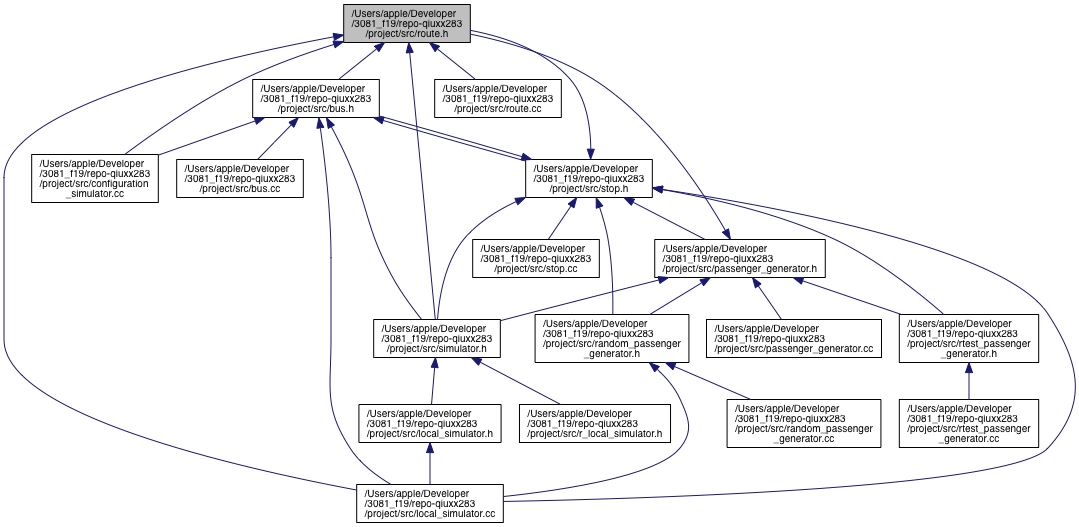 /Users/apple/Developer
/3081_f19/repo-qiuxx283
/project/src/route.h
/Users/apple/Developer
/3081_f19/repo-qiuxx283
/project/src/bus.h
/Users/apple/Developer
/3081_f19/repo-qiuxx283
/project/src/route.cc
/Users/apple/Developer
/3081_f19/repo-qiuxx283
/project/src/configuration
_simulator.cc
/Users/apple/Developer
/3081_f19/repo-qiuxx283
/project/src/bus.cc
/Users/apple/Developer
/3081_f19/repo-qiuxx283
/project/src/stop.h
/Users/apple/Developer
/3081_f19/repo-qiuxx283
/project/src/stop.cc
/Users/apple/Developer
/3081_f19/repo-qiuxx283
/project/src/passenger_generator.h
/Users/apple/Developer
/3081_f19/repo-qiuxx283
/project/src/simulator.h
/Users/apple/Developer
/3081_f19/repo-qiuxx283
/project/src/random_passenger
_generator.h
/Users/apple/Developer
/3081_f19/repo-qiuxx283
/project/src/passenger_generator.cc
/Users/apple/Developer
/3081_f19/repo-qiuxx283
/project/src/rtest_passenger
_generator.h
/Users/apple/Developer
/3081_f19/repo-qiuxx283
/project/src/local_simulator.h
/Users/apple/Developer
/3081_f19/repo-qiuxx283
/project/src/r_local_simulator.h
/Users/apple/Developer
/3081_f19/repo-qiuxx283
/project/src/random_passenger
_generator.cc
/Users/apple/Developer
/3081_f19/repo-qiuxx283
/project/src/rtest_passenger
_generator.cc
/Users/apple/Developer
/3081_f19/repo-qiuxx283
/project/src/local_simulator.cc